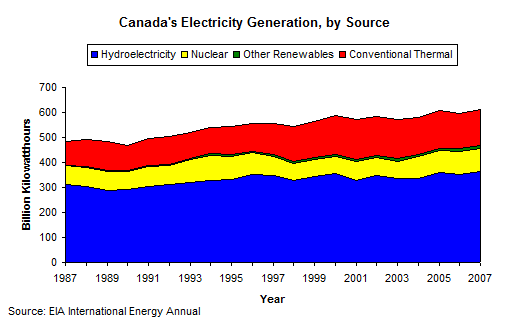 Canada's Electricity Generation, by Source
Hydroelectricity Nuclear Other Renewables Conventional Thermal
Billion Kilowatthours
700
600
500
400
300
200
100
0
1987 1989 1991 1993 1995 1997 1999 2001 2003 2005 2007
Year
Source: EIA International Energy Annual